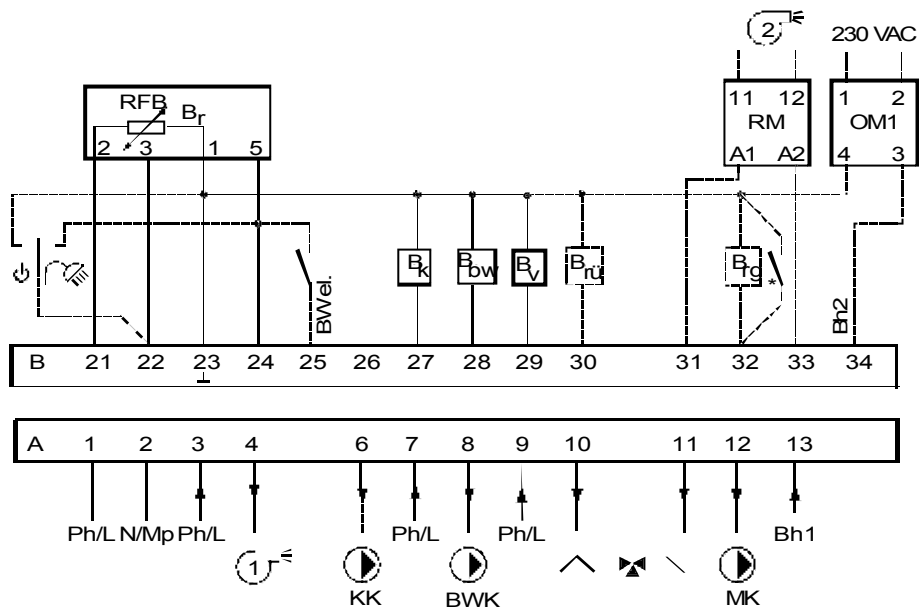 2 230 VAC
RFB Br
11 12 1 2
RM OM1
2 3 1 5
A1 A2 4 3
Bk Bbw Bv Brü Brg *
BWel. Bh2
B 21 22 23 24 25 26 27 28 29 30 31 32 33 34
A 1 2 3 4 6 7 8 9 10 11 12 13
Ph/L N/Mp Ph/L Ph/L Ph/L Bh1
1
KK BWK MK